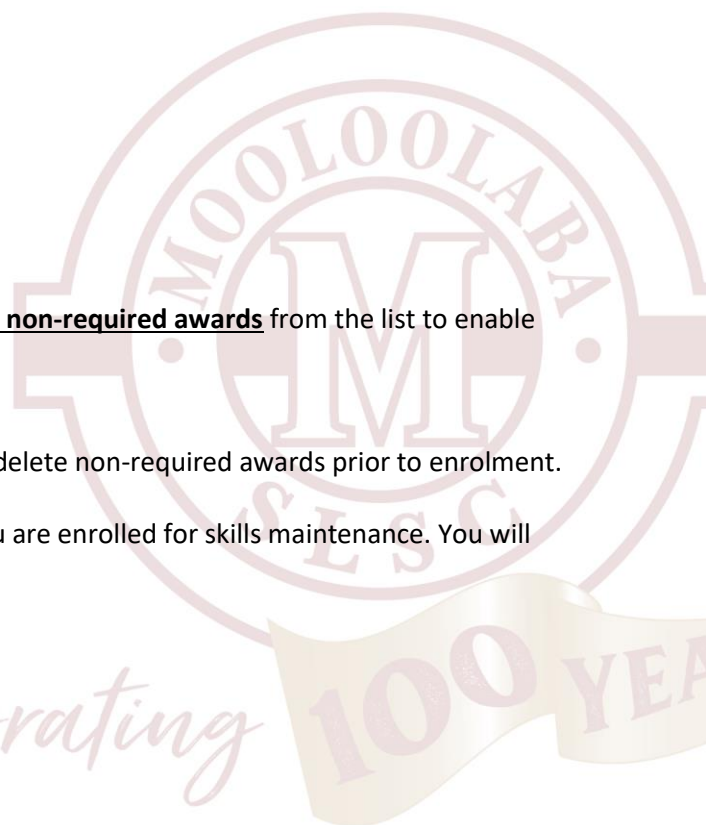 MOOLOOLABA
M
non-required awards from the list to enable
delete non-required awards prior to enrolment.
are enrolled for skills maintenance. You will
SLSC
rating
100 YEA